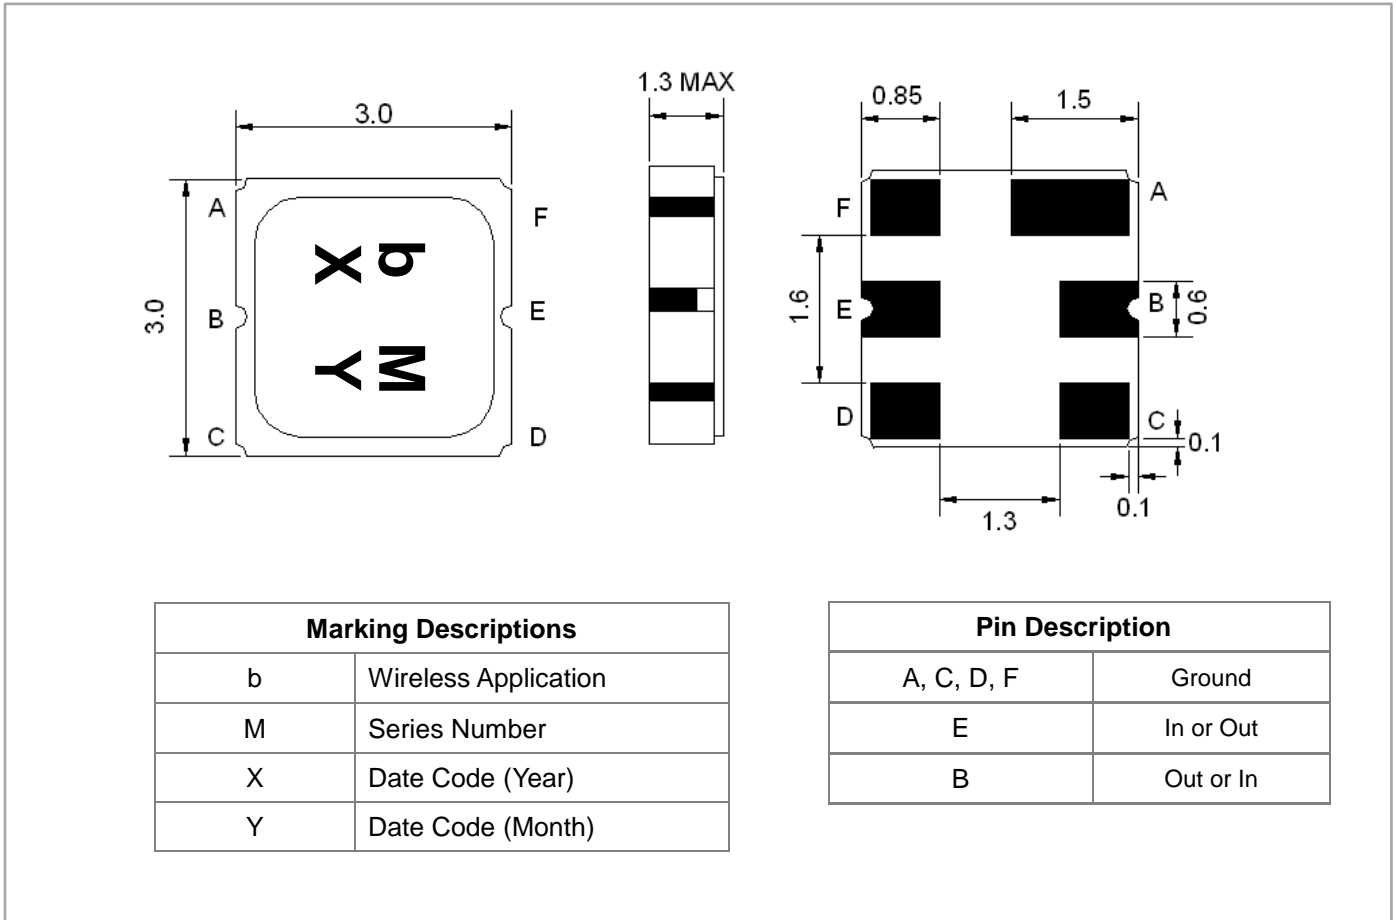 1.3 MAX
3.0
0.85
1.5
3.0
A
B
C
F
E
D
b
X
M
Y
F
E
D
A
B
C
1.6
0.6
0.1
0.1
1.3
Marking Descriptions
b Wireless Application
M Series Number
X Date Code (Year)
Y Date Code (Month)
Pin Description
A, C, D, F Ground
E In or Out
B Out or In